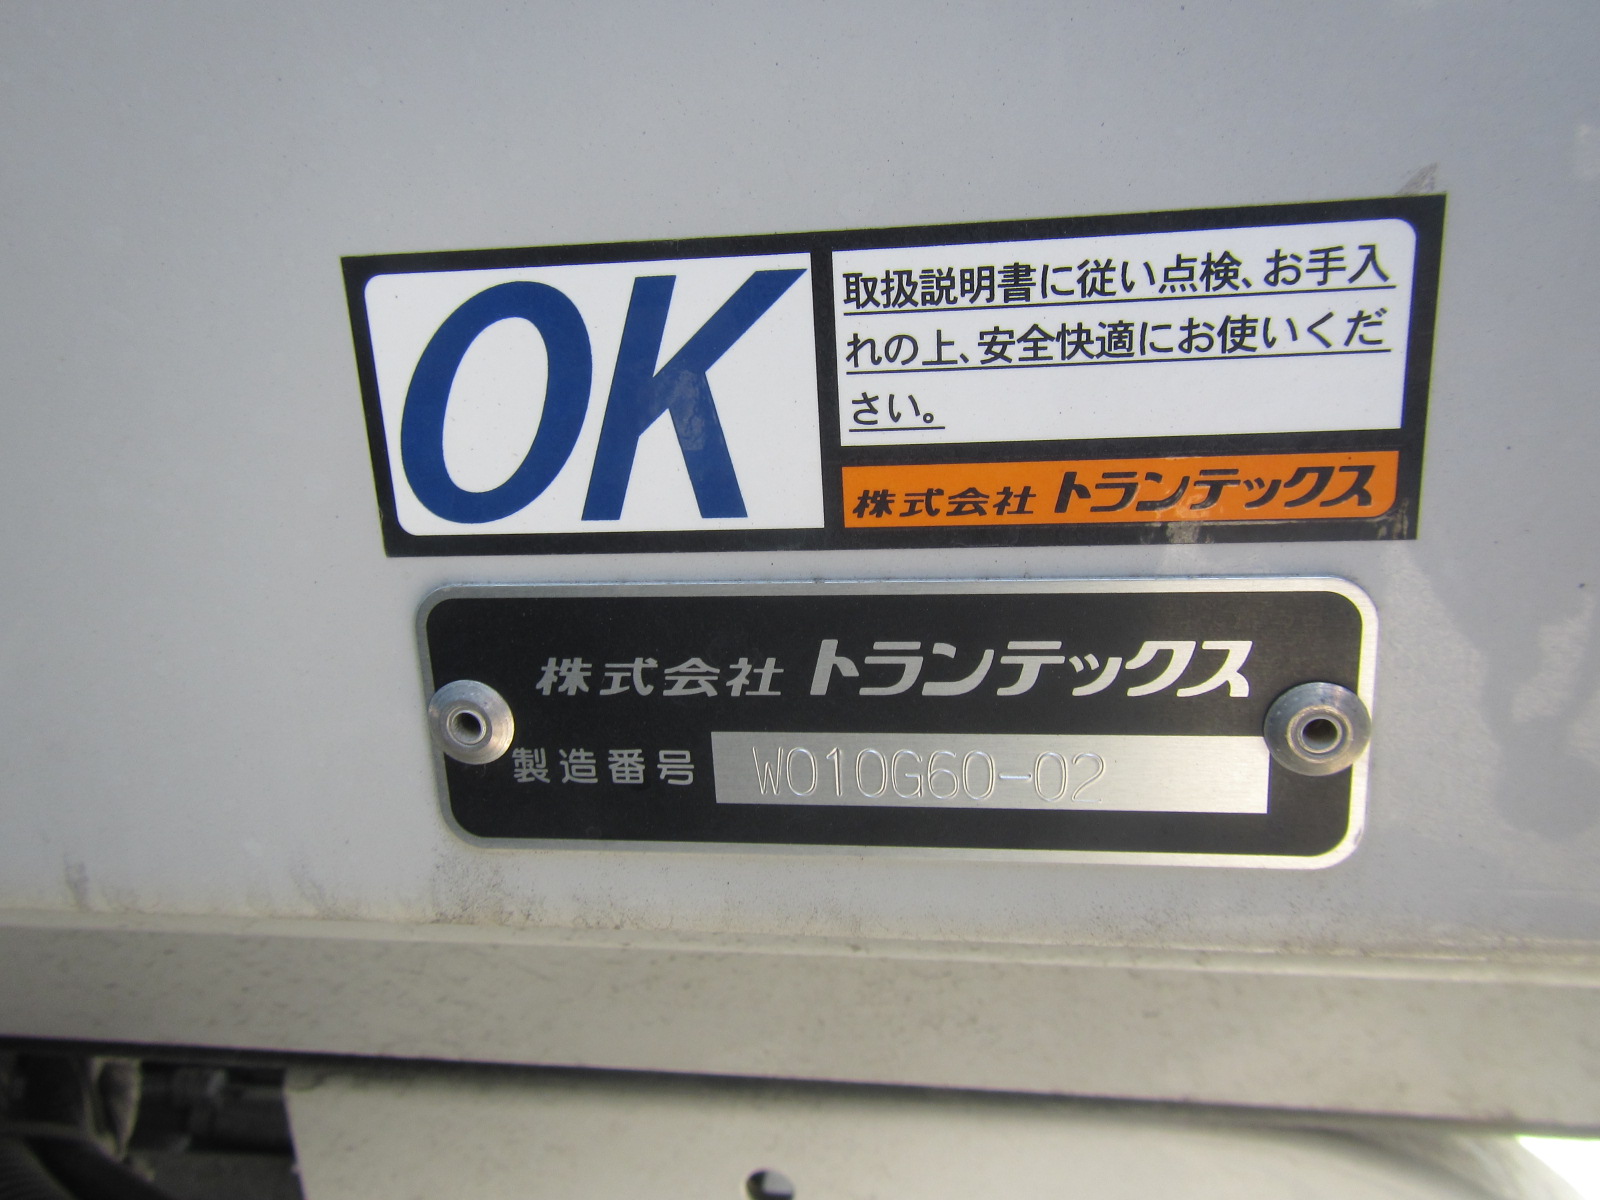 OK
取扱説明書に従い点検、お手入
れの上、安全快適にお使いくだ
さい。
株式会社 トランテックス
株式会社 トランテックス
製造番号 W010G60-02